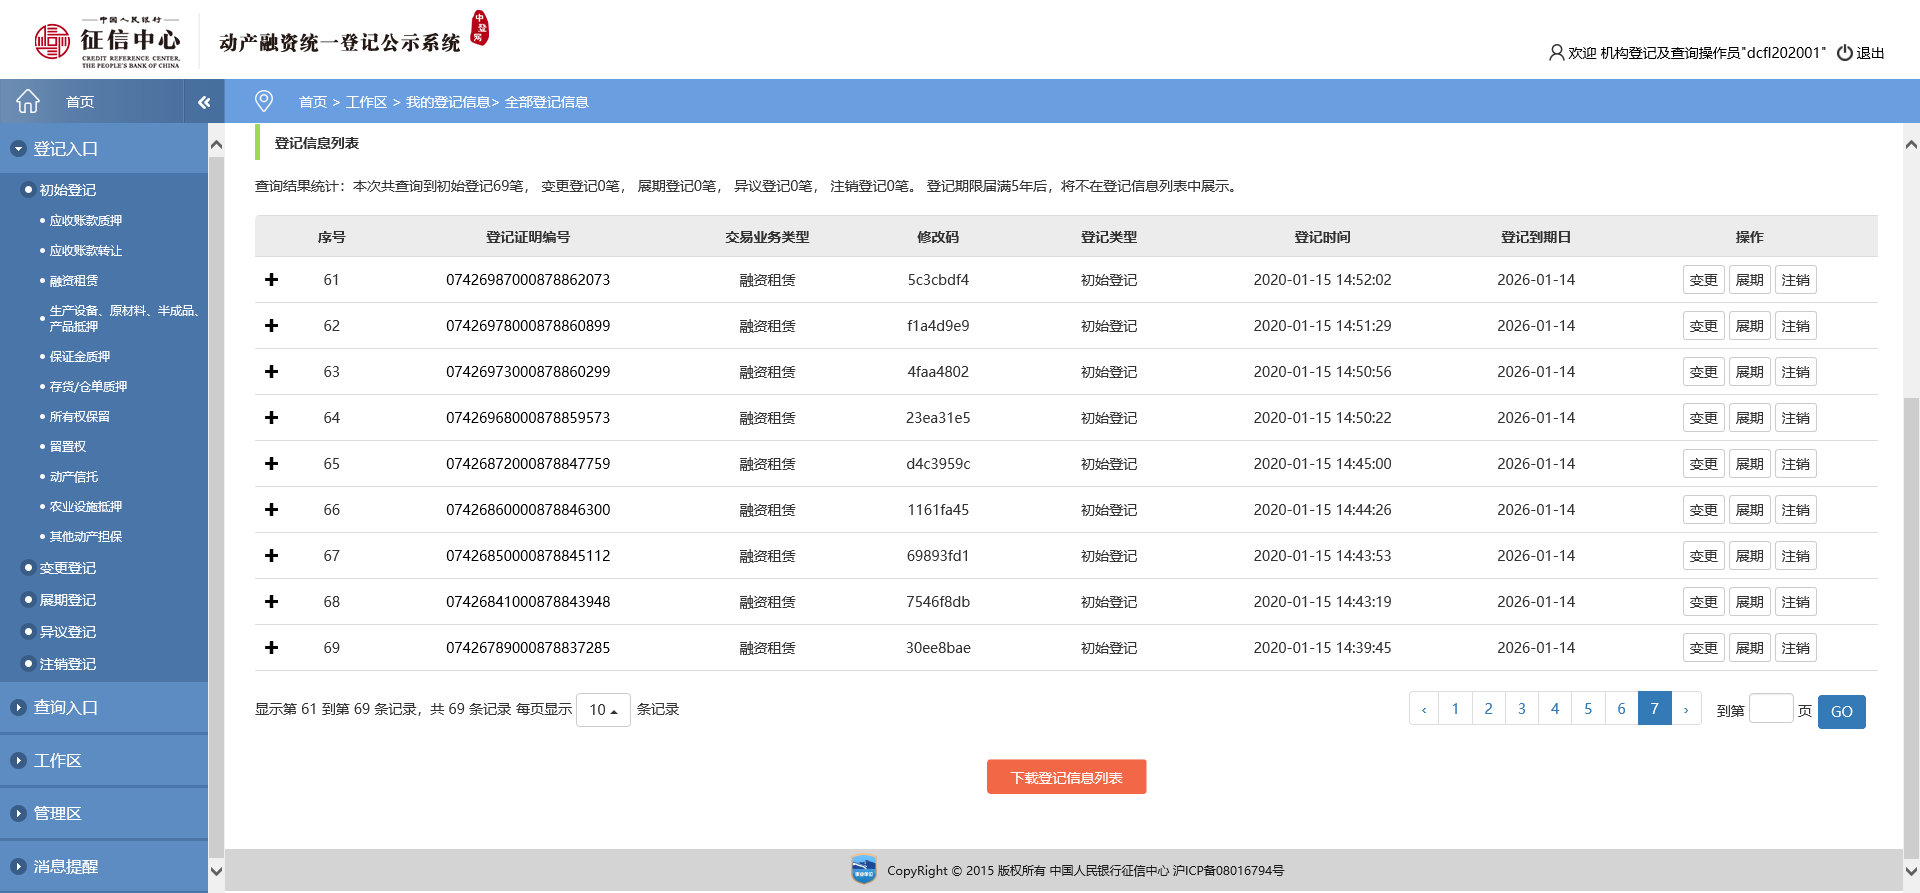 中国人民银行
征信中心
CREDIT REFERENCE CENTER,
THE PEOPLE'S BANK OF CHINA
动产融资统一登记公示系统
中登网
欢迎 机构登记及查询操作员"dcfl202001" 退出
首页 «
首页 > 工作区 > 我的登记信息> 全部登记信息
登记入口
初始登记
应收账款质押
应收账款转让
融资租赁
生产设备、原材料、半成品、
产品抵押
保证金质押
存货/仓单质押
所有权保留
留置权
动产信托
农业设施抵押
其他动产担保
变更登记
展期登记
异议登记
注销登记
查询入口
工作区
管理区
消息提醒
登记信息列表
查询结果统计：本次共查询到初始登记69笔， 变更登记0笔， 展期登记0笔， 异议登记0笔， 注销登记0笔。 登记期限届满5年后，将不在登记信息列表中展示。
序号 登记证明编号 交易业务类型 修改码 登记类型 登记时间 登记到期日 操作
61 07426987000878862073 融资租赁 5c3cbdf4 初始登记 2020-01-15 14:52:02 2026-01-14 变更 展期 注销
62 07426978000878860899 融资租赁 f1a4d9e9 初始登记 2020-01-15 14:51:29 2026-01-14 变更 展期 注销
63 07426973000878860299 融资租赁 4faa4802 初始登记 2020-01-15 14:50:56 2026-01-14 变更 展期 注销
64 07426968000878859573 融资租赁 23ea31e5 初始登记 2020-01-15 14:50:22 2026-01-14 变更 展期 注销
65 07426872000878847759 融资租赁 d4c3959c 初始登记 2020-01-15 14:45:00 2026-01-14 变更 展期 注销
66 07426860000878846300 融资租赁 1161fa45 初始登记 2020-01-15 14:44:26 2026-01-14 变更 展期 注销
67 07426850000878845112 融资租赁 69893fd1 初始登记 2020-01-15 14:43:53 2026-01-14 变更 展期 注销
68 07426841000878843948 融资租赁 7546f8db 初始登记 2020-01-15 14:43:19 2026-01-14 变更 展期 注销
69 07426789000878837285 融资租赁 30ee8bae 初始登记 2020-01-15 14:39:45 2026-01-14 变更 展期 注销
显示第 61 到第 69 条记录，共 69 条记录 每页显示 10 条记录
‹ 1 2 3 4 5 6 7 › 到第 页 GO
下载登记信息列表
CopyRight © 2015 版权所有 中国人民银行征信中心 沪ICP备08016794号